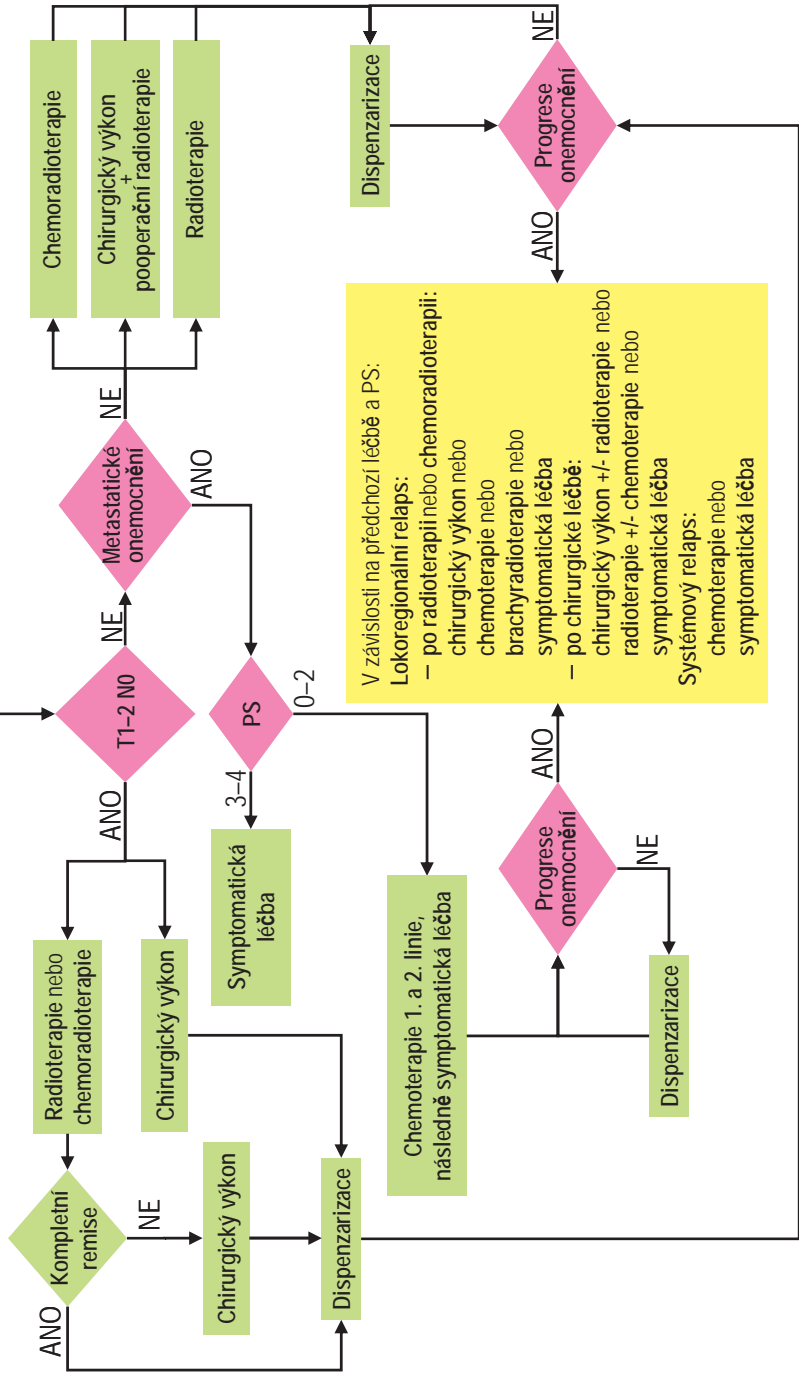 T1–2 N0
ANO
NE
Radioterapie nebo
chemoradioterapie
Chirurgický výkon
Kompletní
remise
ANO
NE
Chirurgický výkon
Dispenzarizace
Metastatické
onemocnění
NE
ANO
Chemoradioterapie
Chirurgický výkon
+
pooperační radioterapie
Radioterapie
Dispenzarizace
PS
3–4
0–2
Symptomatická
léčba
Chemoterapie 1. a 2. linie,
následně symptomatická léčba
Progrese
onemocnění
ANO
NE
Dispenzarizace
Progrese
onemocnění
ANO
NE
V závislosti na předchozí léčbě a PS:
Lokoregionální relaps:
– po radioterapii nebo chemoradioterapii:
chirurgický výkon nebo
chemoterapie nebo
brachyradioterapie nebo
symptomatická léčba
– po chirurgické léčbě:
chirurgický výkon +/- radioterapie nebo
radioterapie +/- chemoterapie nebo
symptomatická léčba
Systémový relaps:
chemoterapie nebo
symptomatická léčba